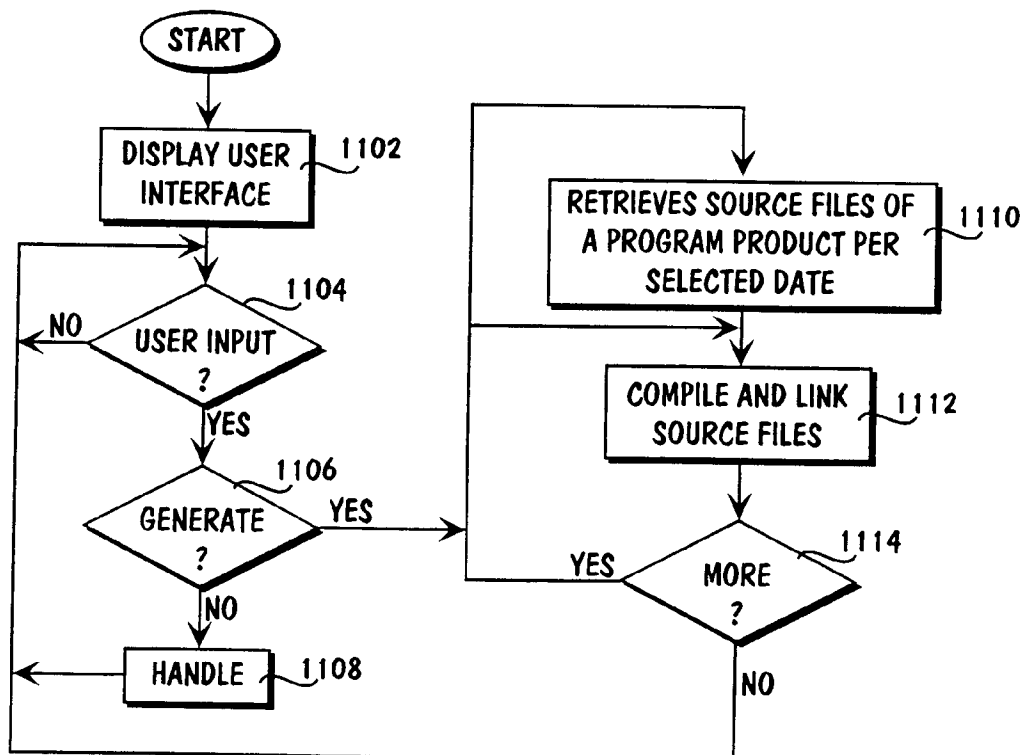 START
DISPLAY USER
INTERFACE
1102
1104
NO
USER INPUT
?
YES
1106
GENERATE
?
YES
NO
HANDLE
1108
RETRIEVES SOURCE FILES OF
A PROGRAM PRODUCT PER
SELECTED DATE
1110
COMPILE AND LINK
SOURCE FILES
1112
1114
YES
MORE
?
NO